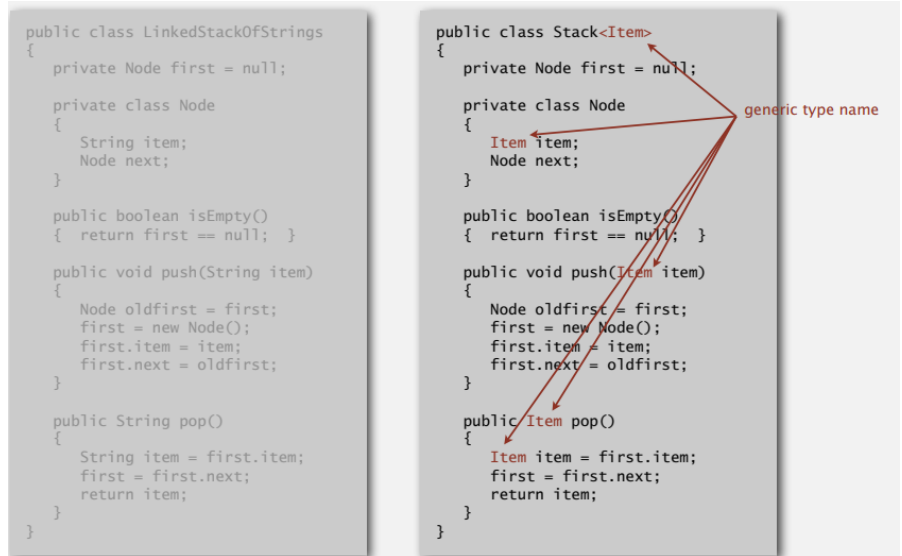 public class LinkedStackOfStrings
{
private Node first = null;
private class Node
{
String item;
Node next;
}
public boolean isEmpty()
{ return first == null; }
public void push(String item)
{
Node oldfirst = first;
first = new Node();
first.item = item;
first.next = oldfirst;
}
public String pop()
{
String item = first.item;
first = first.next;
return item;
}
}
public class Stack<Item>
{
private Node first = null;
private class Node
{
Item item;
Node next;
}
public boolean isEmpty()
{ return first == null; }
public void push(Item item)
{
Node oldfirst = first;
first = new Node();
first.item = item;
first.next = oldfirst;
}
public Item pop()
{
Item item = first.item;
first = first.next;
return item;
}
}
generic type name